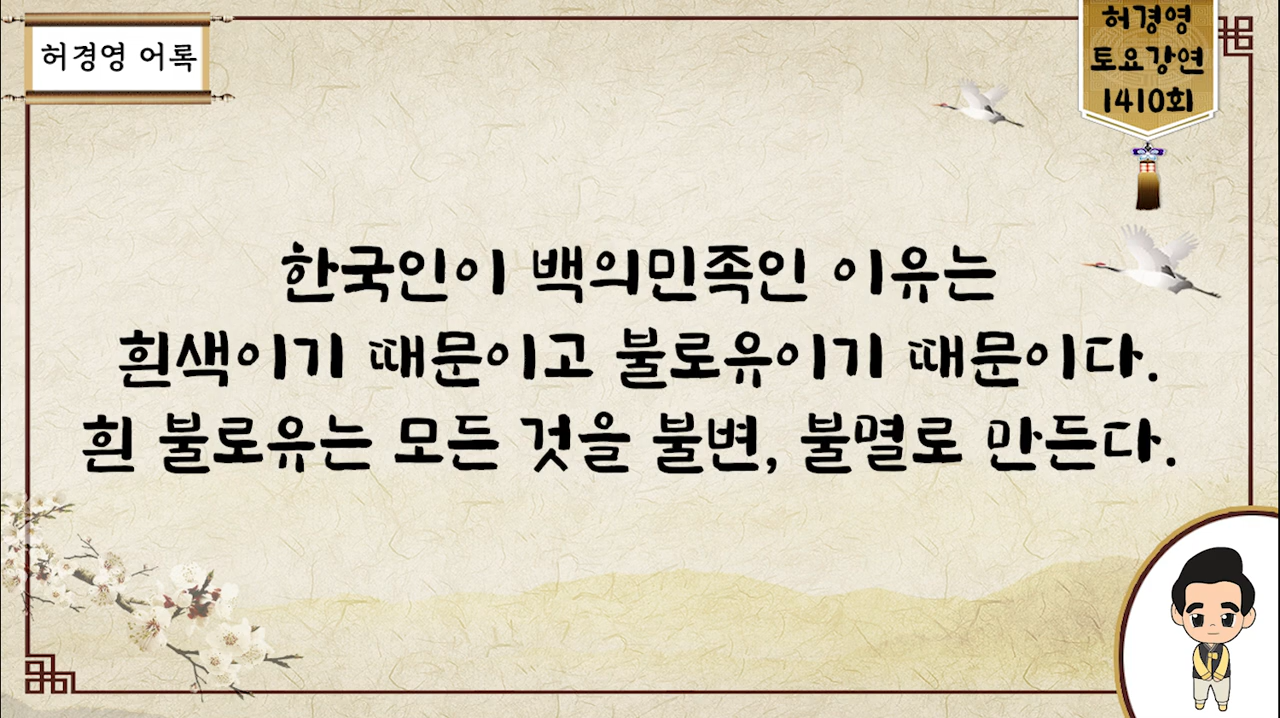 허경영 어록
허경영
토요강연
1410회
한국인이 백의민족인 이유는
흰색이기 때문이고 불로유이기 때문이다.
흰 불로유는 모든 것을 불변, 불멸로 만든다.